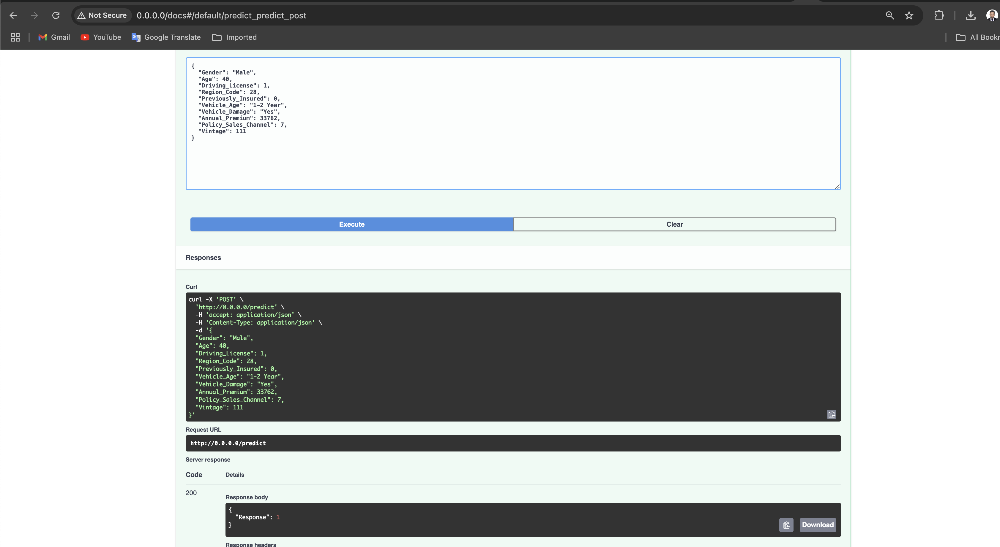 Not Secure 0.0.0.0/docs#/default/predict_predict_post
Gmail YouTube Google Translate Imported All Bookr
{
  "Gender": "Male",
  "Age": 40,
  "Driving_License": 1,
  "Region_Code": 28,
  "Previously_Insured": 0,
  "Vehicle_Age": "1-2 Year",
  "Vehicle_Damage": "Yes",
  "Annual_Premium": 33762,
  "Policy_Sales_Channel": 7,
  "Vintage": 111
}
Execute Clear
Responses
Curl
curl -X 'POST' \
  'http://0.0.0.0/predict' \
  -H 'accept: application/json' \
  -H 'Content-Type: application/json' \
  -d '{
  "Gender": "Male",
  "Age": 40,
  "Driving_License": 1,
  "Region_Code": 28,
  "Previously_Insured": 0,
  "Vehicle_Age": "1-2 Year",
  "Vehicle_Damage": "Yes",
  "Annual_Premium": 33762,
  "Policy_Sales_Channel": 7,
  "Vintage": 111
}'
Request URL
http://0.0.0.0/predict
Server response
Code Details
200
Response body
{
  "Response": 1
}
Download
Response headers